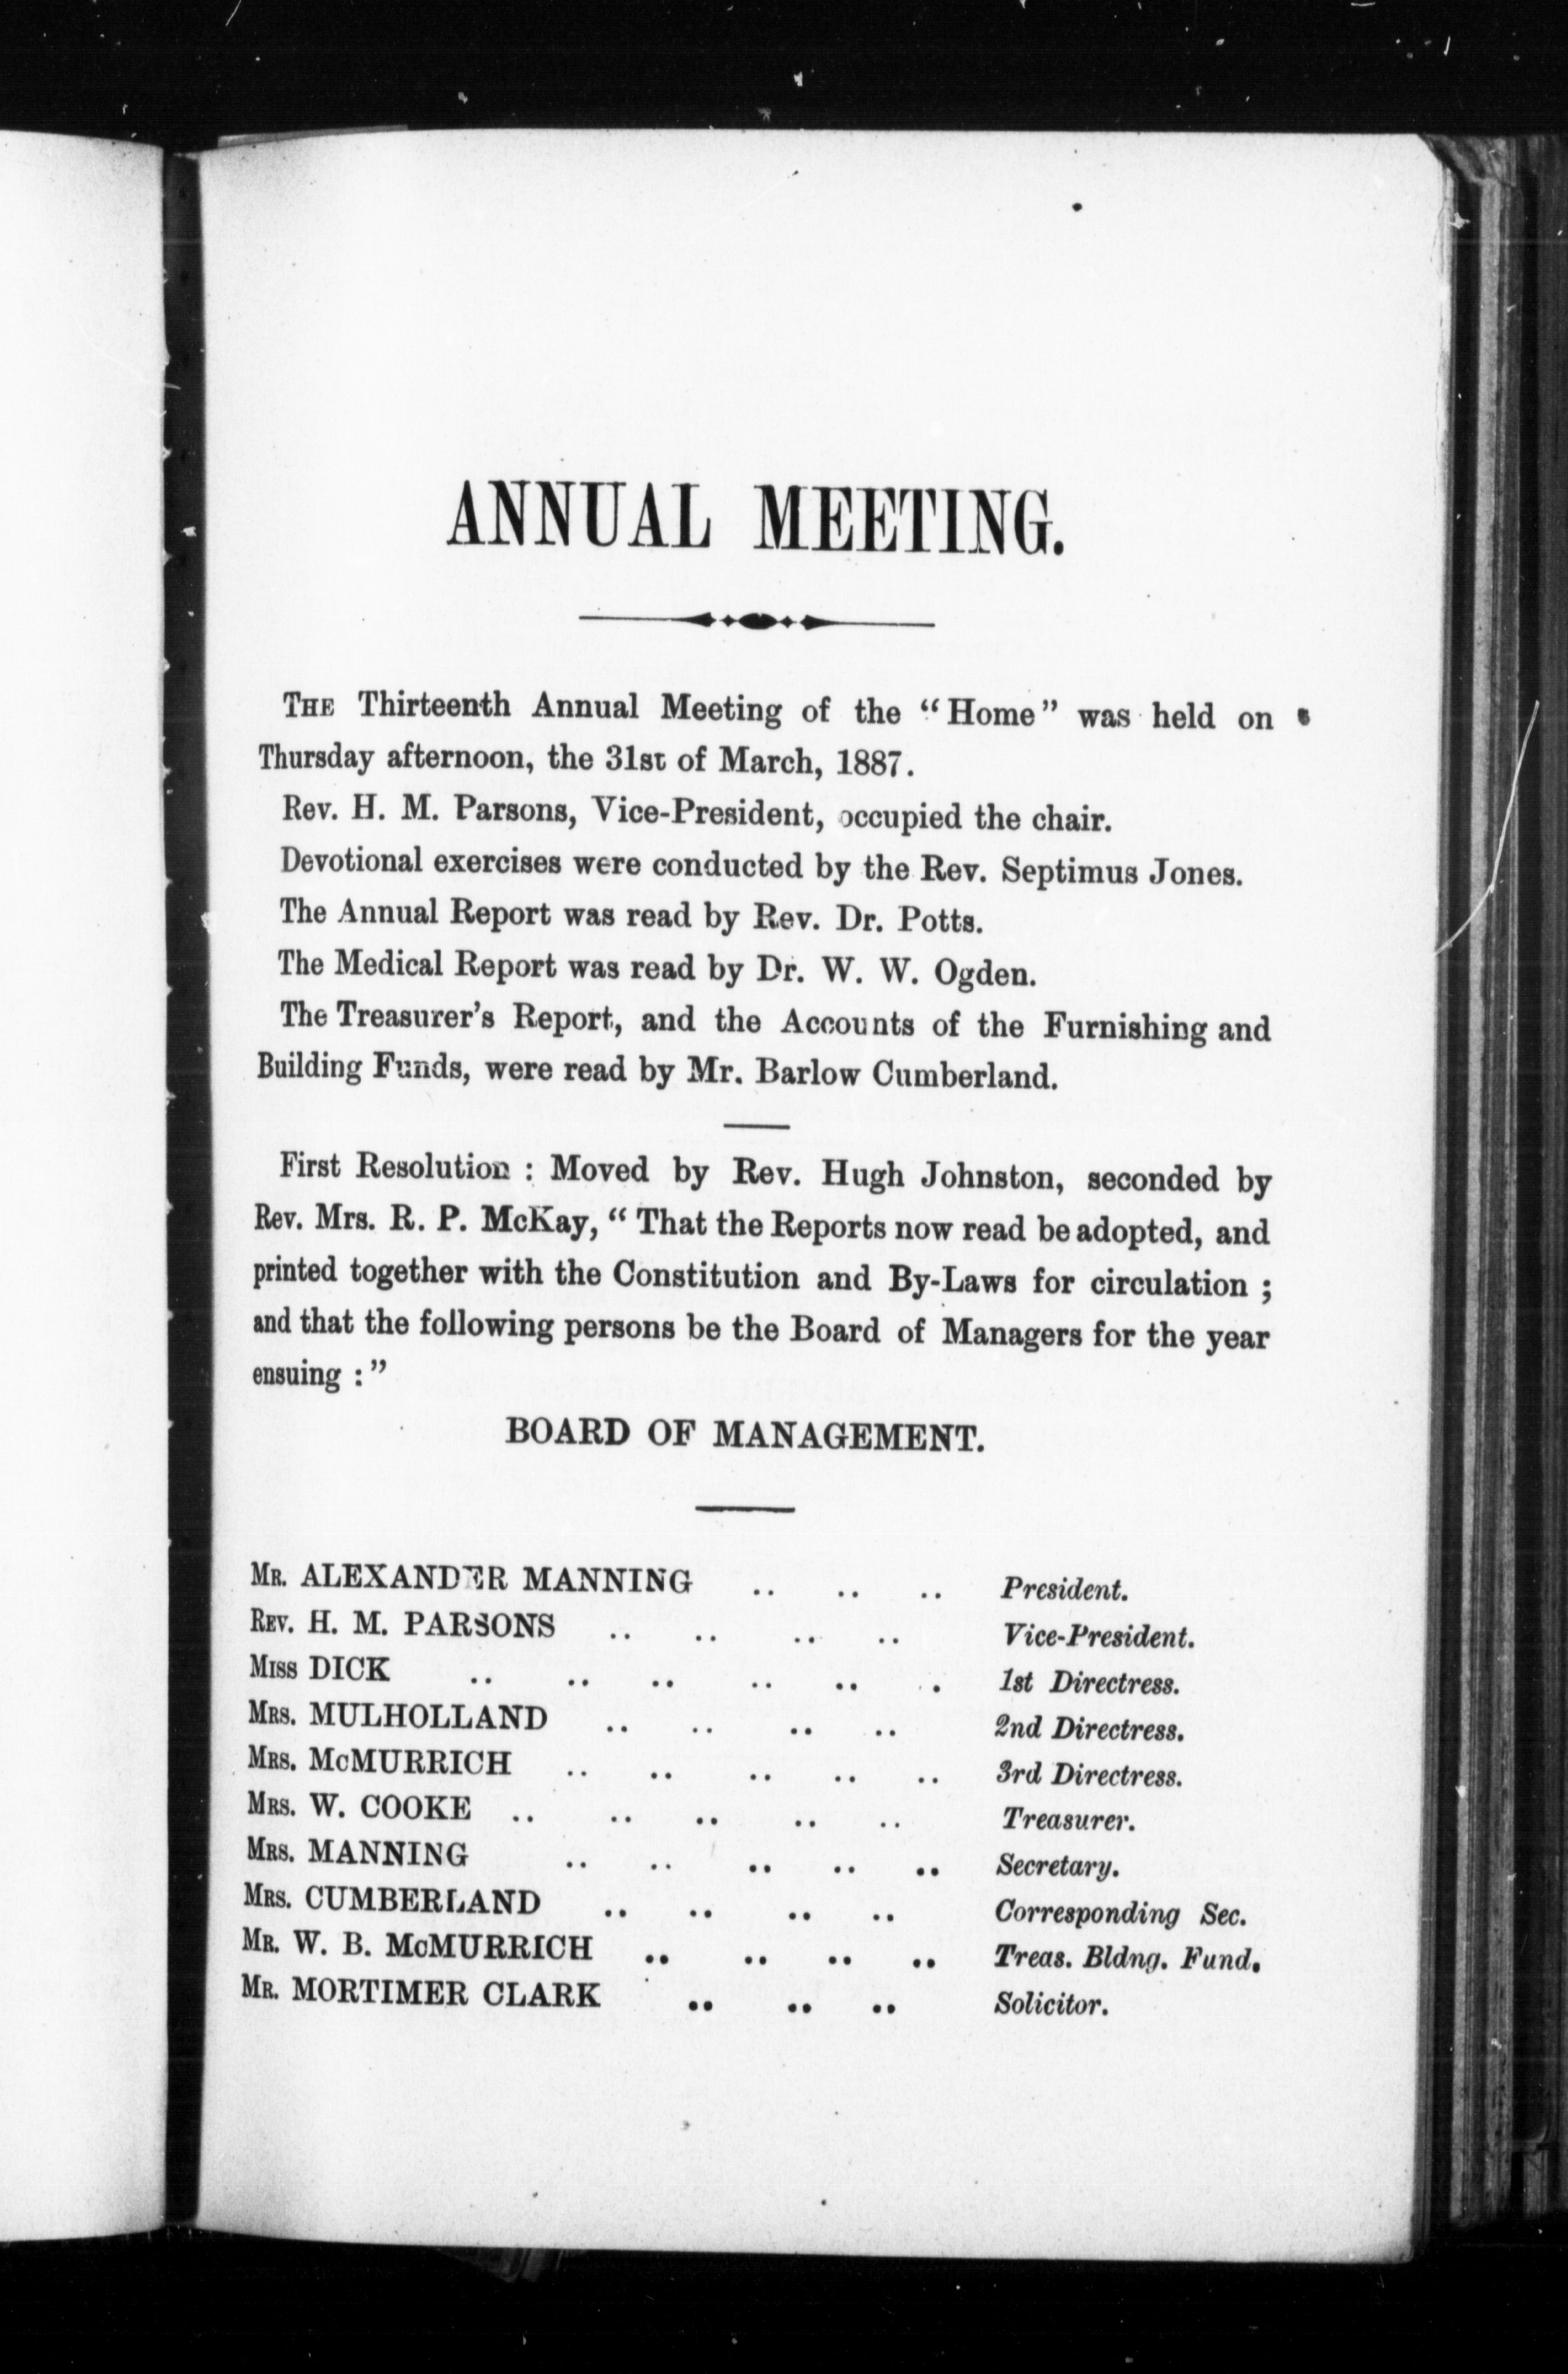 ANNUAL MEETING.
THE Thirteenth Annual Meeting of the "Home" was held on
Thursday afternoon, the 31st of March, 1887.
Rev. H. M. Parsons, Vice-President, occupied the chair.
Devotional exercises were conducted by the Rev. Septimus Jones.
The Annual Report was read by Rev. Dr. Potts.
The Medical Report was read by Dr. W. W. Ogden.
The Treasurer's Report, and the Accounts of the Furnishing and
Building Funds, were read by Mr. Barlow Cumberland.
First Resolution : Moved by Rev. Hugh Johnston, seconded by
Rev. Mrs. R. P. McKay, " That the Reports now read be adopted, and
printed together with the Constitution and By-Laws for circulation ;
and that the following persons be the Board of Managers for the year
ensuing :"
BOARD OF MANAGEMENT.
MR. ALEXANDER MANNING .. .. .. President.
REV. H. M. PARSONS .. .. .. .. Vice-President.
MISS DICK .. .. .. .. .. . 1st Directress.
MRS. MULHOLLAND .. .. .. .. 2nd Directress.
MRS. McMURRICH .. .. .. .. .. 3rd Directress.
MRS. W. COOKE .. .. .. .. .. Treasurer.
MRS. MANNING .. .. .. .. .. Secretary.
MRS. CUMBERLAND .. .. .. .. Corresponding Sec.
MR. W. B. McMURRICH .. .. .. .. Treas. Bldng. Fund.
MR. MORTIMER CLARK .. .. .. Solicitor.